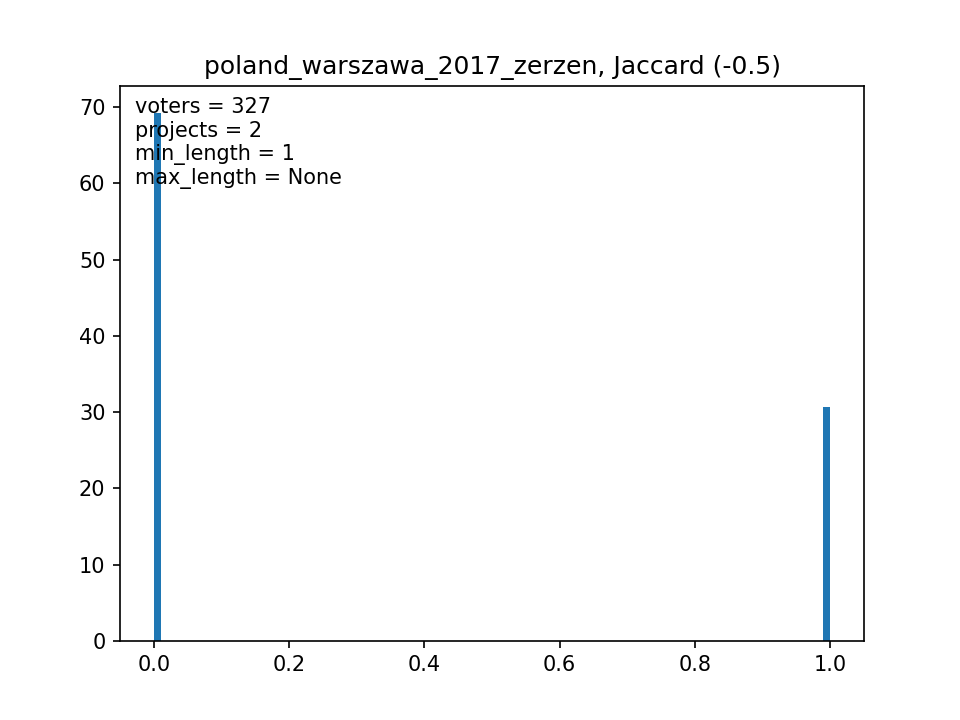 poland_warszawa_2017_zerzen, Jaccard (-0.5)
voters = 327
projects = 2
min_length = 1
max_length = None
70
60
50
40
30
20
10
0
0.0 0.2 0.4 0.6 0.8 1.0